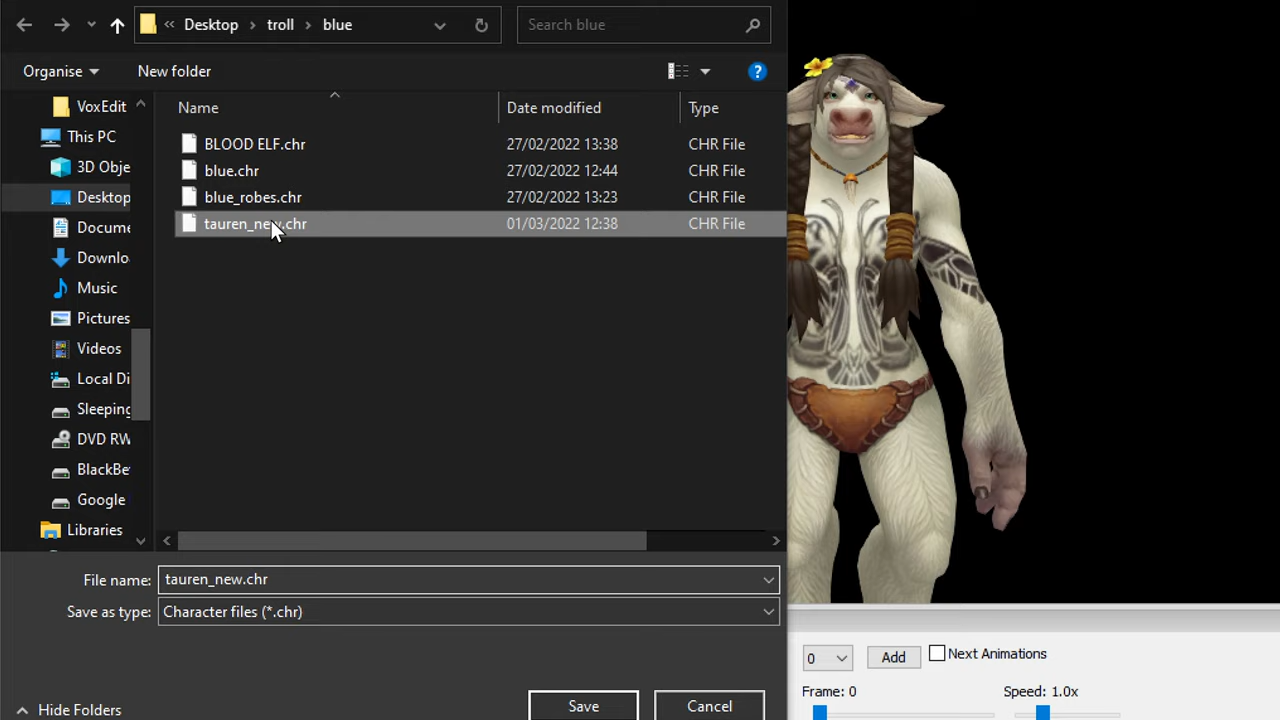 « Desktop › troll › blue
Search blue
Organise
New folder
?
VoxEdit
This PC
3D Obje
Desktop
Docume
Downlo
Music
Pictures
Videos
Local Di
Sleeping
DVD RW
BlackBe
Google
Libraries
Name Date modified Type
BLOOD ELF.chr 27/02/2022 13:38 CHR File
blue.chr 27/02/2022 12:44 CHR File
blue_robes.chr 27/02/2022 13:23 CHR File
tauren_new.chr 01/03/2022 12:38 CHR File
File name: tauren_new.chr
Save as type: Character files (*.chr)
Hide Folders
Save Cancel
0 Add Next Animations
Frame: 0 Speed: 1.0x